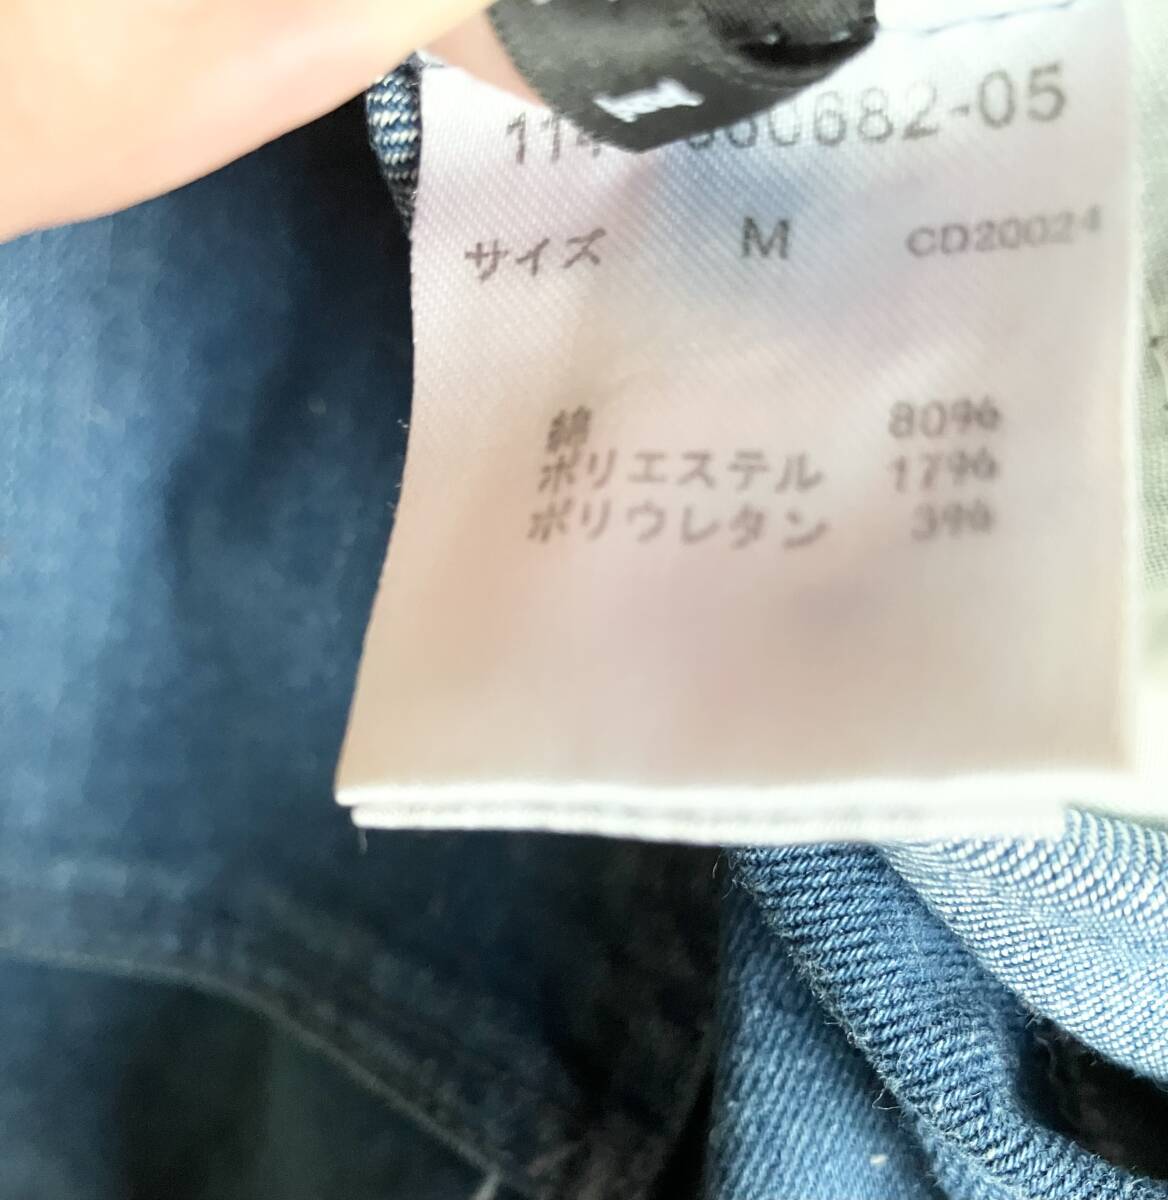 682-05
サイズ M CD20024
綿 80%
ポリエステル 17%
ポリウレタン 3%